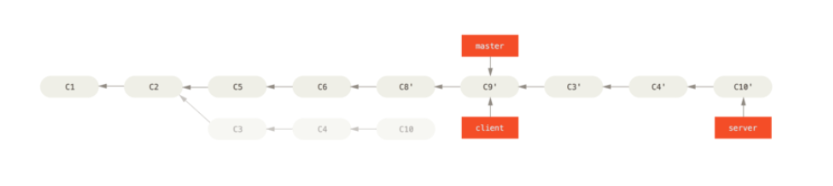 master
C1 C2 C5 C6 C8' C9' C3' C4' C10'
C3 C4 C10 client server